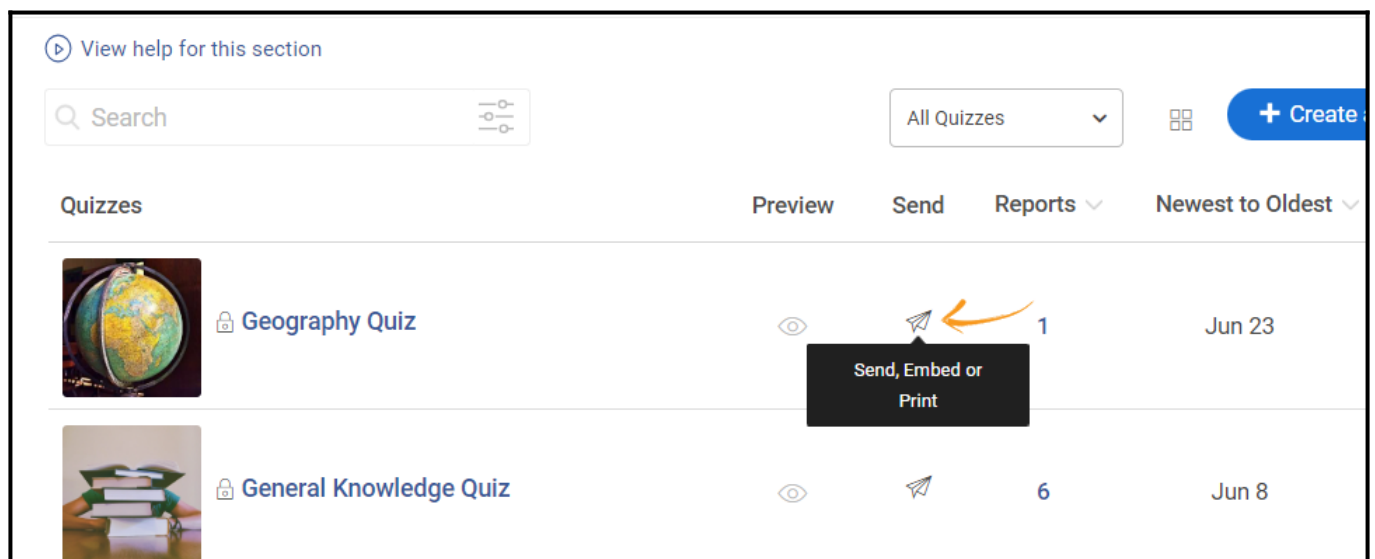 View help for this section
Search
All Quizzes
+ Create
Quizzes
Preview
Send
Reports
Newest to Oldest
Geography Quiz
1
Jun 23
Send, Embed or
Print
General Knowledge Quiz
6
Jun 8